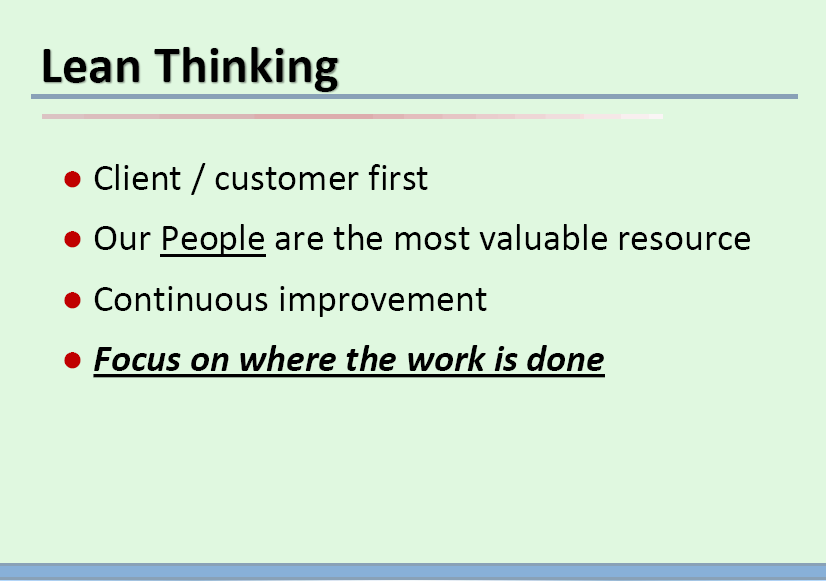 Lean Thinking
● Client / customer first
● Our People are the most valuable resource
● Continuous improvement
● Focus on where the work is done